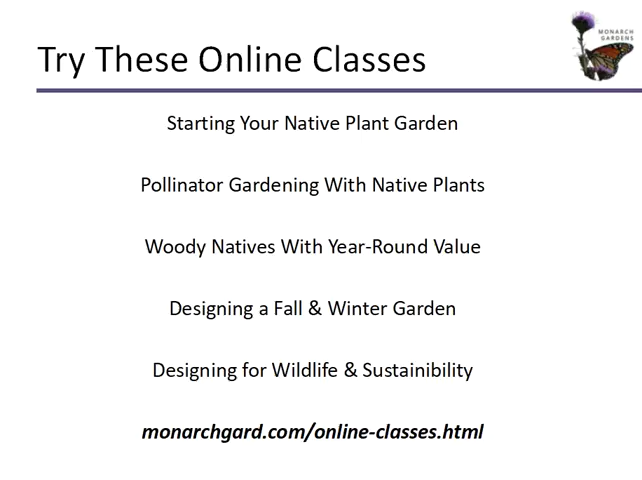 MONARCH
GARDENS
Try These Online Classes
Starting Your Native Plant Garden
Pollinator Gardening With Native Plants
Woody Natives With Year-Round Value
Designing a Fall & Winter Garden
Designing for Wildlife & Sustainibility
monarchgard.com/online-classes.html